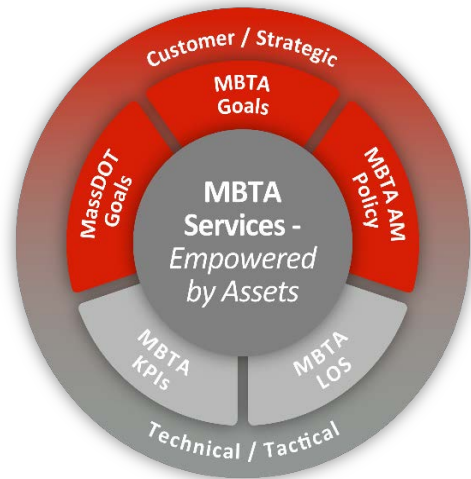 Customer / Strategic
MBTA
Goals
MassDOT
Goals
MBTA AM
Policy
MBTA
Services -
Empowered
by Assets
MBTA
KPIs
MBTA
LOS
Technical / Tactical